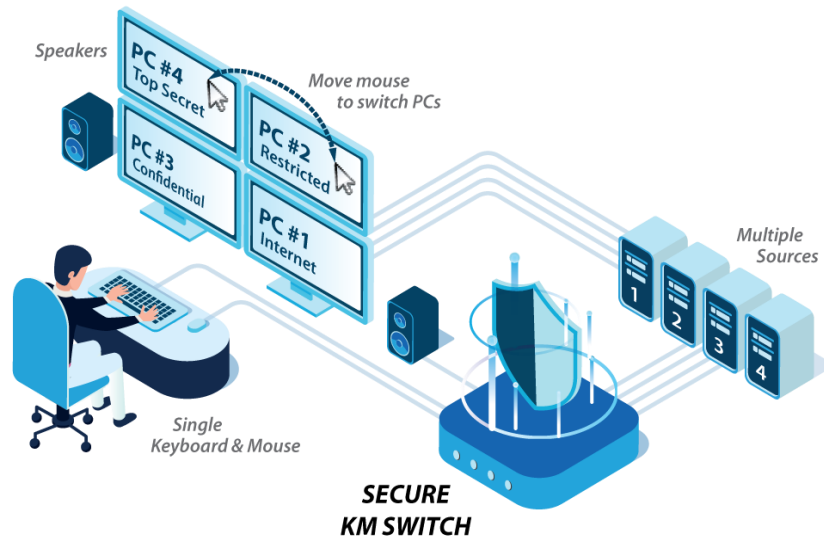 Speakers
PC #4
Top Secret
Move mouse
to switch PCs
PC #2
Restricted
PC #3
Confidential
PC #1
Internet
Multiple
Sources
1
2
3
4
Single
Keyboard & Mouse
SECURE
KM SWITCH